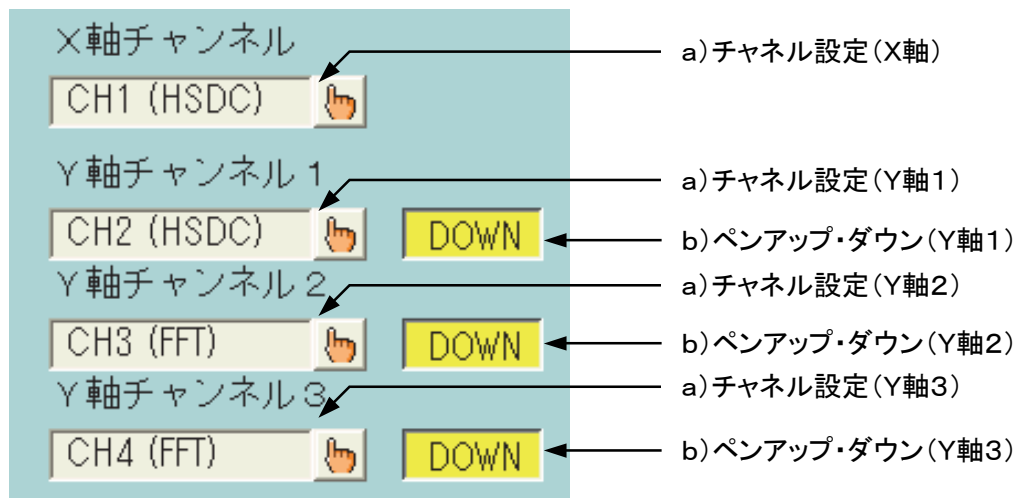 X軸チャンネル
a)チャネル設定(X軸)
CH1 (HSDC)
Y軸チャンネル 1
a)チャネル設定(Y軸1)
CH2 (HSDC)
DOWN
b)ペンアップ・ダウン(Y軸1)
Y軸チャンネル 2
a)チャネル設定(Y軸2)
CH3 (FFT)
DOWN
b)ペンアップ・ダウン(Y軸2)
Y軸チャンネル 3
a)チャネル設定(Y軸3)
CH4 (FFT)
DOWN
b)ペンアップ・ダウン(Y軸3)